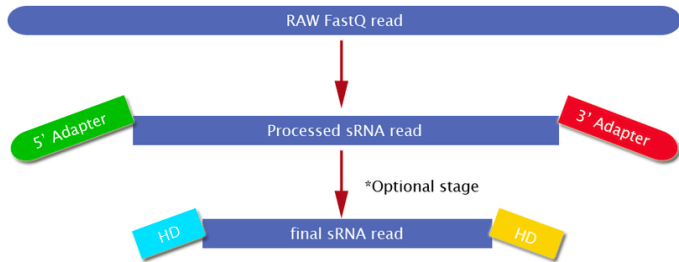 RAW FastQ read
5' Adapter
Processed sRNA read
3' Adapter
*Optional stage
HD
final sRNA read
HD